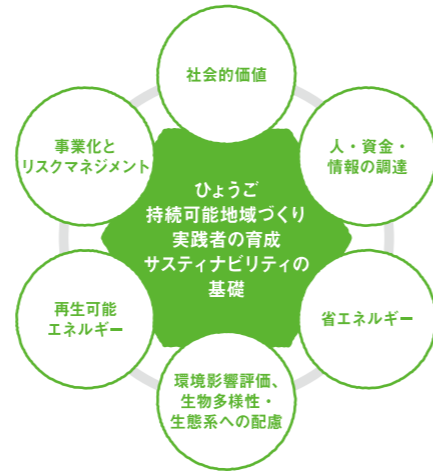 社会的価値
事業化と
リスクマネジメント
人・資金・
情報の調達
ひょうご
持続可能地域づくり
実践者の育成
サスティナビリティの
基礎
再生可能
エネルギー
省エネルギー
環境影響評価、
生物多様性・
生態系への配慮